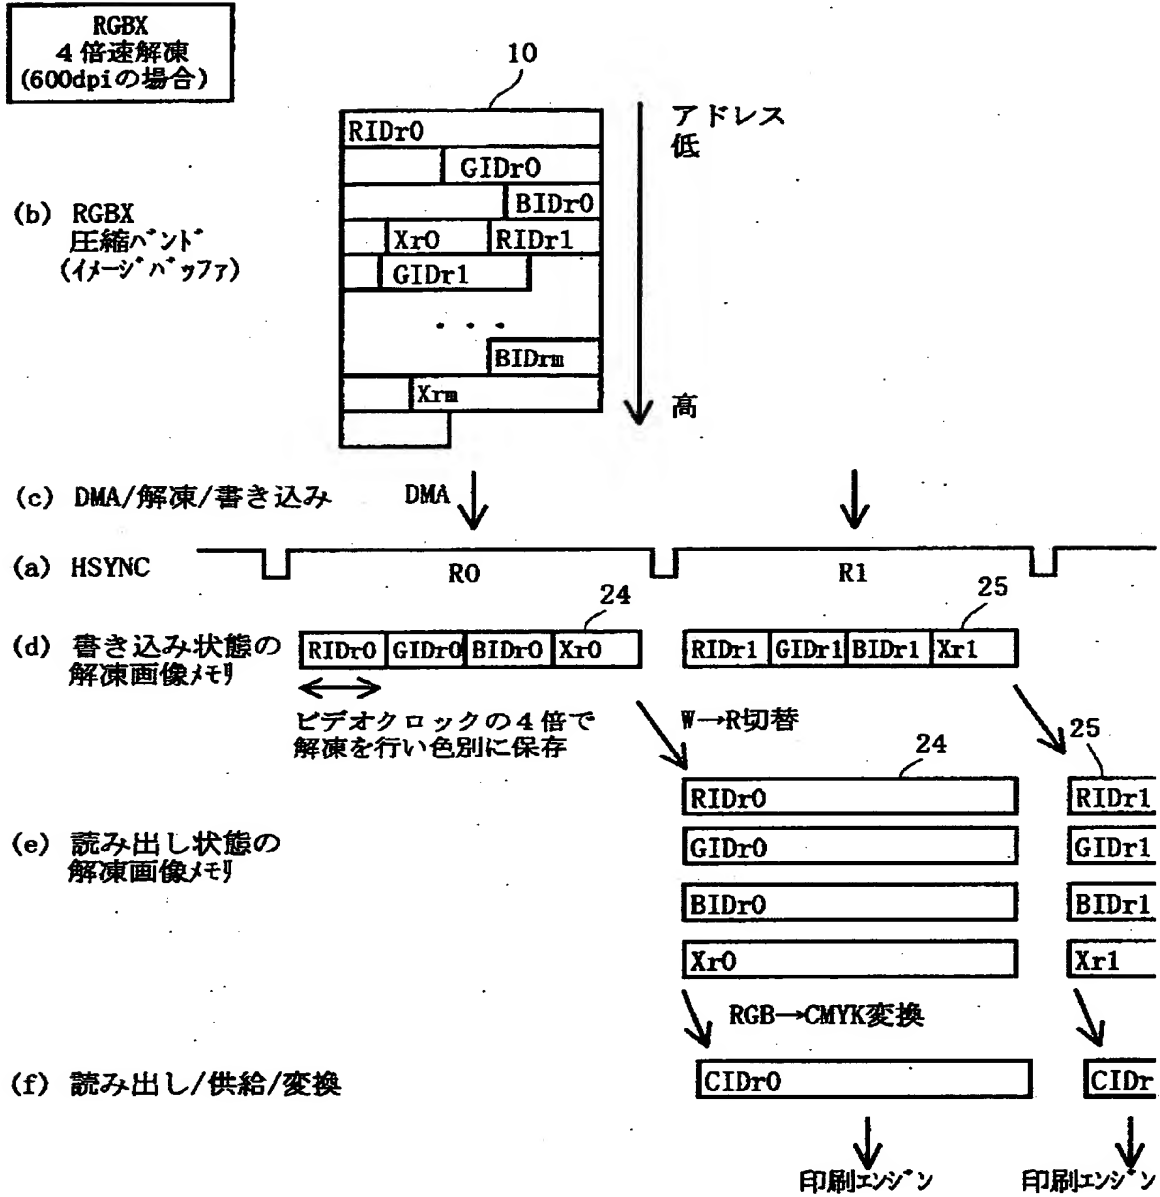 RGBX
4倍速解凍
(600dpiの場合)
10
RIDr0
GIDr0
BIDr0
Xr0 RIDr1
GIDr1
・・・
BIDrm
Xrm
アドレス
低
高
(b) RGBX
圧縮バンド
(イメージバッファ)
(c) DMA/解凍/書き込み DMA
(a) HSYNC R0 R1
24 25
(d) 書き込み状態の
解凍画像メモリ
RIDr0 GIDr0 BIDr0 Xr0 RIDr1 GIDr1 BIDr1 Xr1
ビデオクロックの4倍で
解凍を行い色別に保存
W→R切替
24 25
(e) 読み出し状態の
解凍画像メモリ
RIDr0 RIDr1
GIDr0 GIDr1
BIDr0 BIDr1
Xr0 Xr1
RGB→CMYK変換
(f) 読み出し/供給/変換 CIDr0 CIDr
印刷エンジン 印刷エンジン